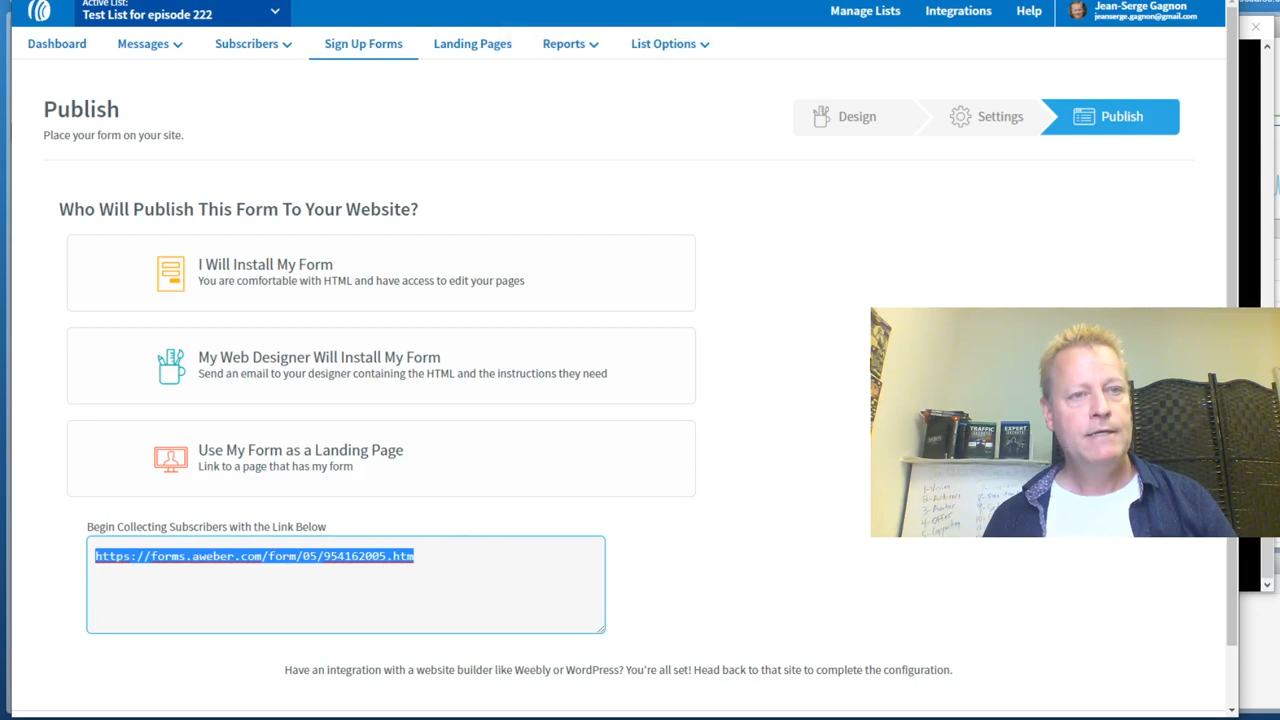 Active List:
Test List for episode 222
Manage Lists
Integrations
Help
Jean-Serge Gagnon
jeanserge.gagnon@gmail.com
Dashboard
Messages
Subscribers
Sign Up Forms
Landing Pages
Reports
List Options
Publish
Place your form on your site.
Design
Settings
Publish
Who Will Publish This Form To Your Website?
I Will Install My Form
You are comfortable with HTML and have access to edit your pages
My Web Designer Will Install My Form
Send an email to your designer containing the HTML and the instructions they need
Use My Form as a Landing Page
Link to a page that has my form
Begin Collecting Subscribers with the Link Below
https://forms.aweber.com/form/05/954162005.htm
Have an integration with a website builder like Weebly or WordPress? You're all set! Head back to that site to complete the configuration.
TRAFFIC
SECRETS
EXPERT
SECRETS